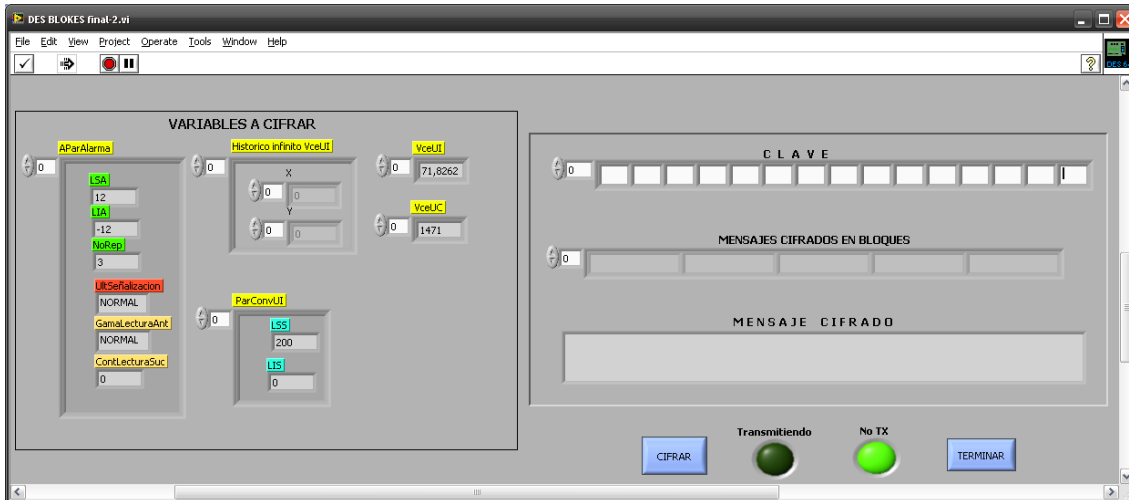 DES BLOKES final-2.vi
File Edit View Project Operate Tools Window Help
DES 64
VARIABLES A CIFRAR
AParAlarma
0
LSA
12
LIA
-12
NoRep
3
UltSeñalizacion
NORMAL
GamaLecturaAnt
NORMAL
ContLecturaSuc
0
Historico infinito VceUI
0
X
0 0
Y
0 0
ParConvUI
0
LSS
200
LIS
0
VceUI
0 71,8262
VceUC
0 1471
C L A V E
0
MENSAJES CIFRADOS EN BLOQUES
0
M E N S A J E C I F R A D O
CIFRAR
Transmitiendo
No TX
TERMINAR